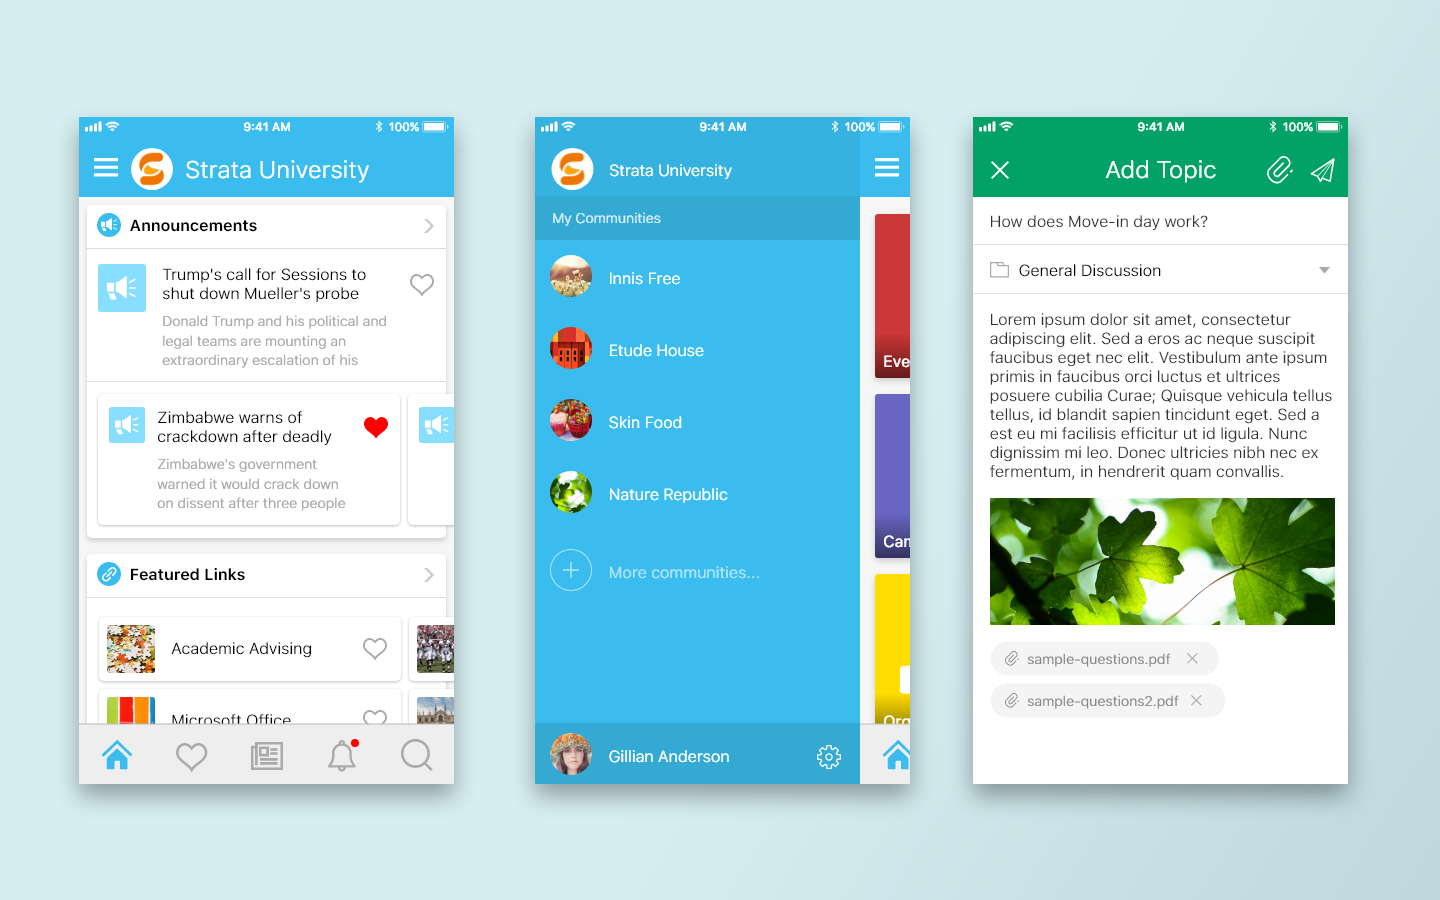 9:41 AM
100%
Strata University
Announcements
Trump's call for Sessions to
shut down Mueller's probe
Donald Trump and his political and
legal teams are mounting an
extraordinary escalation of his
Zimbabwe warns of
crackdown after deadly
Zimbabwe's government
warned it would crack down
on dissent after three people
Featured Links
Academic Advising
Microsoft Office
9:41 AM
100%
Strata University
My Communities
Innis Free
Etude House
Skin Food
Nature Republic
More communities...
Gillian Anderson
Eve
Can
Org
9:41 AM
100%
Add Topic
How does Move-in day work?
General Discussion
Lorem ipsum dolor sit amet, consectetur
adipiscing elit. Sed a eros ac neque suscipit
faucibus eget nec elit. Vestibulum ante ipsum
primis in faucibus orci luctus et ultrices
posuere cubilia Curae; Quisque vehicula tellus
tellus, id blandit sapien tincidunt eget. Sed a
est eu mi facilisis efficitur ut id ligula. Nunc
dignissim mi leo. Donec ultricies nibh nec ex
fermentum, in hendrerit quam convallis.
sample-questions.pdf
sample-questions2.pdf